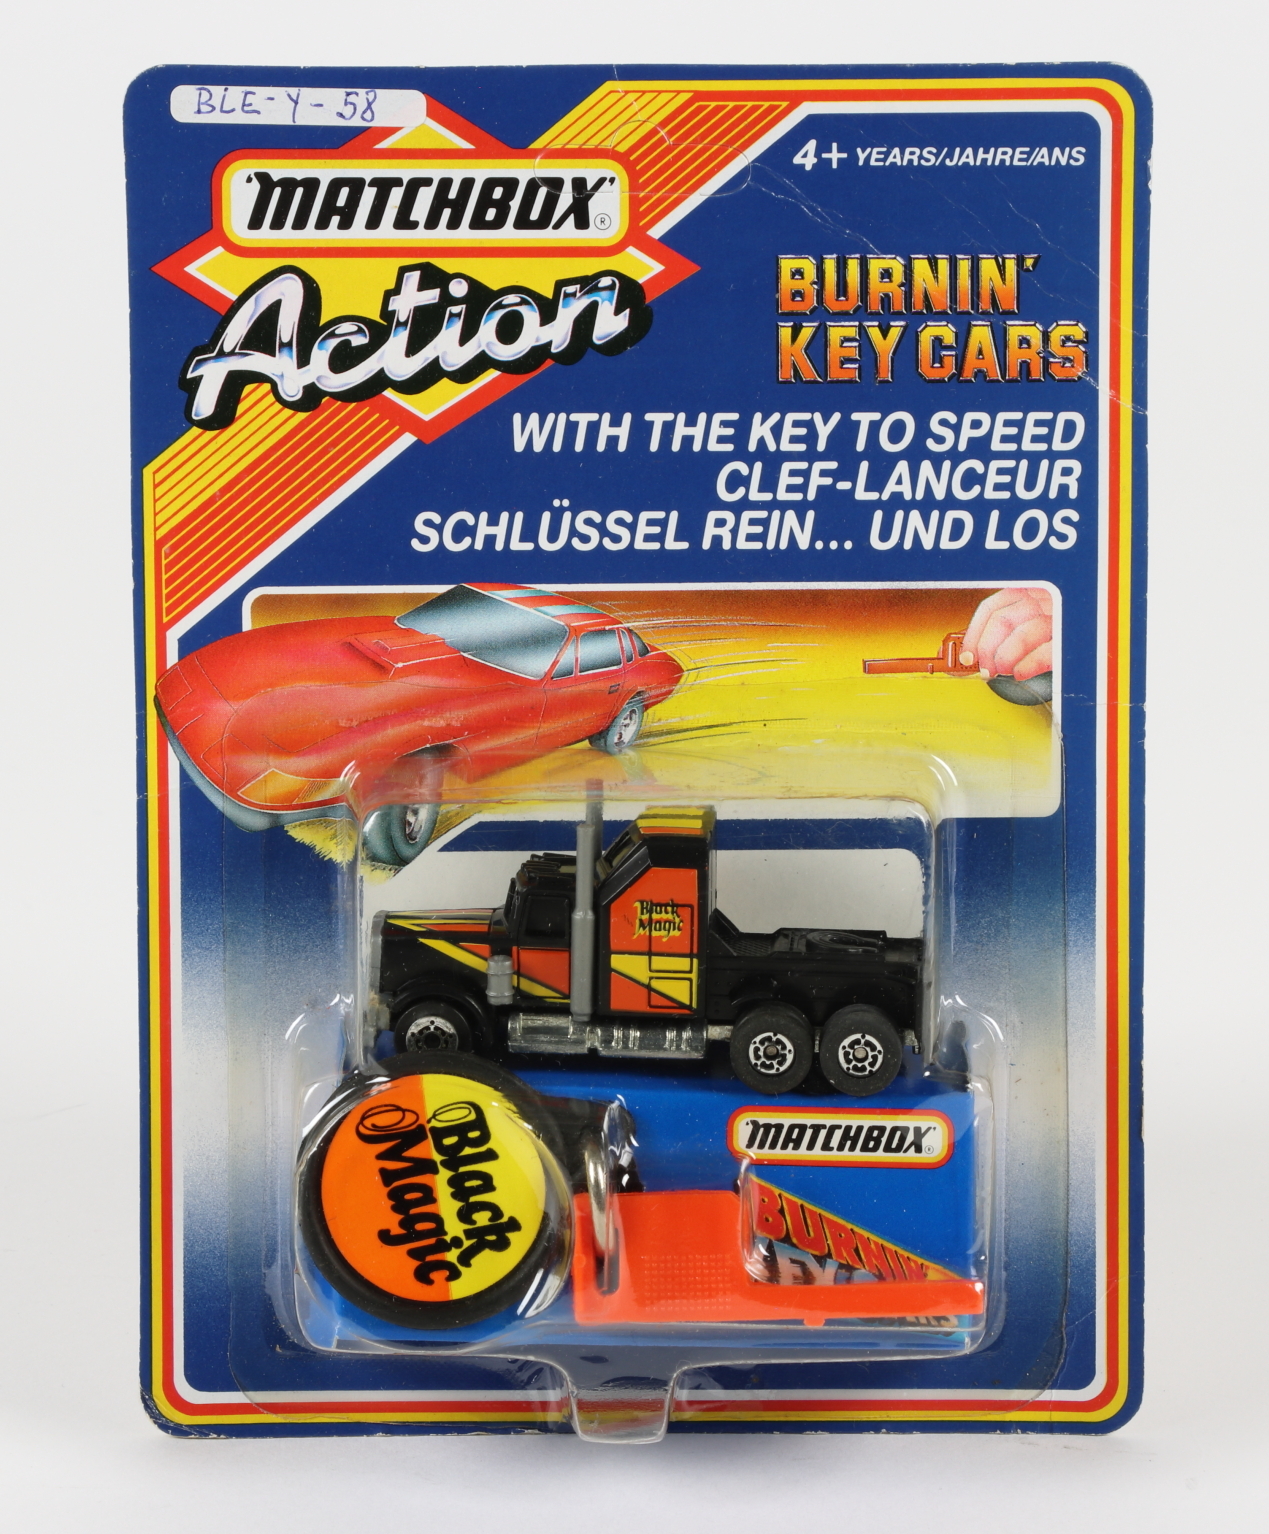 BLE-Y-58
'MATCHBOX'®
Action
4+ YEARS/JAHRE/ANS
BURNIN'
KEY CARS
WITH THE KEY TO SPEED
CLEF-LANCEUR
SCHLÜSSEL REIN... UND LOS
Black
Magic
'MATCHBOX'®
Black
Magic
BURNIN'